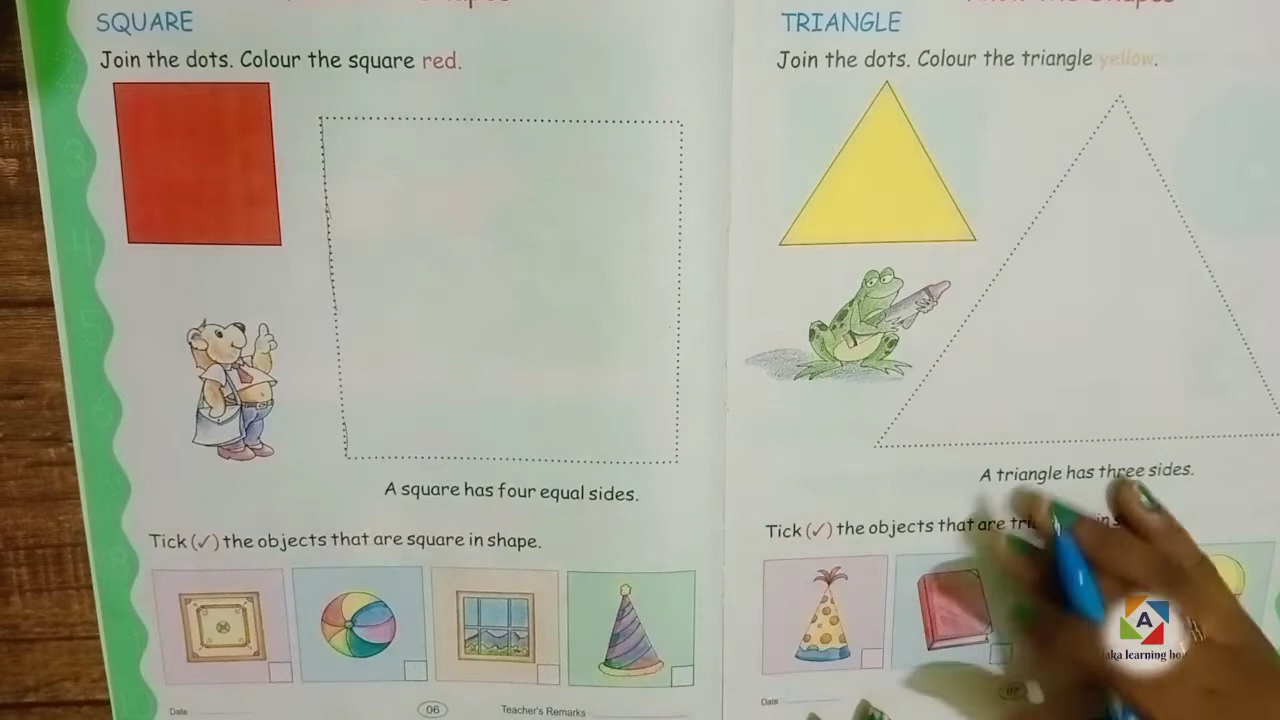 SQUARE
Join the dots. Colour the square red.
A square has four equal sides.
Tick (✓) the objects that are square in shape.
Date
06
Teacher's Remarks
TRIANGLE
Join the dots. Colour the triangle yellow.
A triangle has three sides.
Tick (✓) the objects that are
Date
07
A
learning